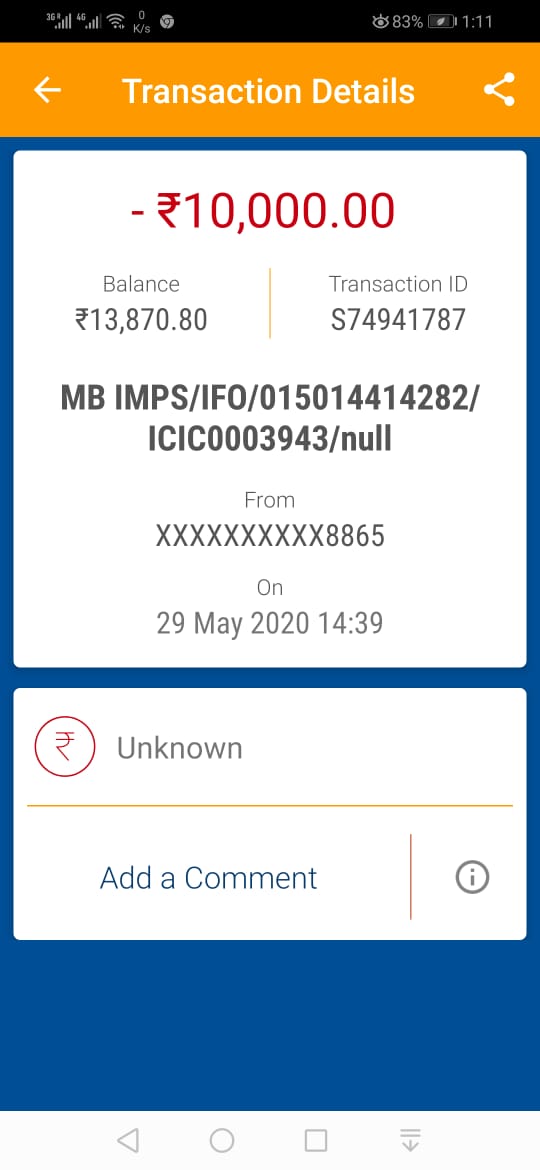 3G 4G 0 K/s 83% 1:11
Transaction Details
- ₹10,000.00
Balance Transaction ID
₹13,870.80 S74941787
MB IMPS/IFO/015014414282/
ICIC0003943/null
From
XXXXXXXXXX8865
On
29 May 2020 14:39
₹ Unknown
Add a Comment